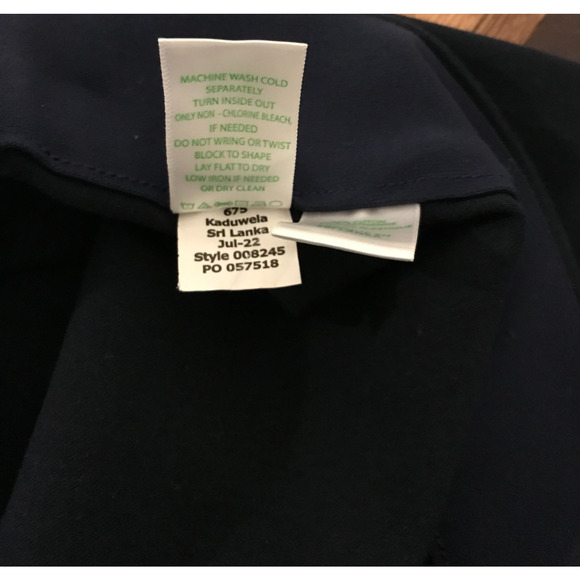 MACHINE WASH COLD
SEPARATELY
TURN INSIDE OUT
ONLY NON - CHLORINE BLEACH,
IF NEEDED
DO NOT WRING OR TWIST
BLOCK TO SHAPE
LAY FLAT TO DRY
LOW IRON IF NEEDED
OR DRY CLEAN
675
Kaduwela
Sri Lanka
Jul-22
Style 008245
PO 057518